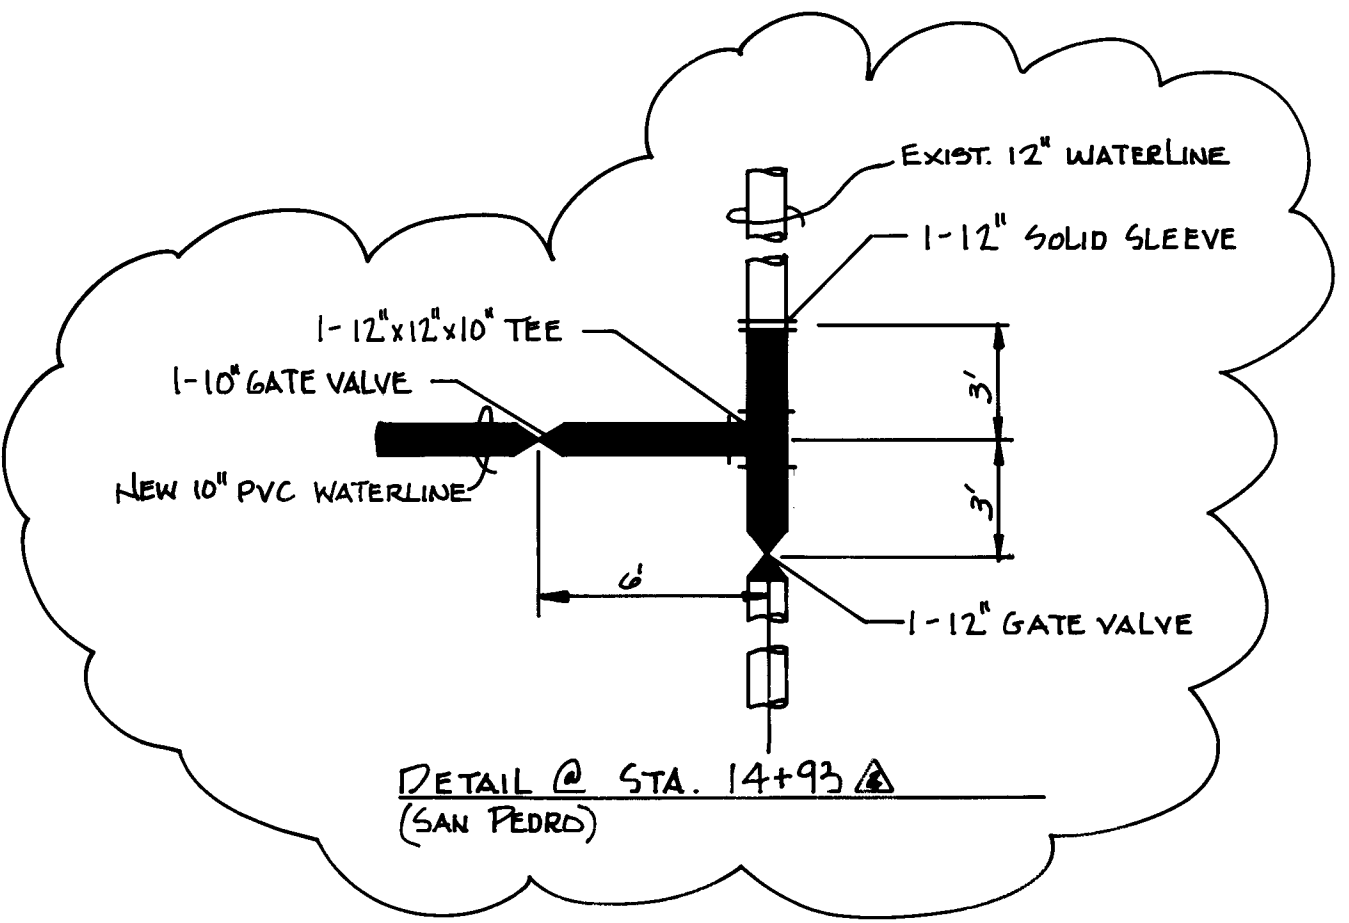 EXIST. 12" WATERLINE
1-12" SOLID SLEEVE
1-12"x12"x10" TEE
1-10" GATE VALVE
3'
NEW 10" PVC WATERLINE
3'
6'
1-12" GATE VALVE
DETAIL @ STA. 14+93
(SAN PEDRO)